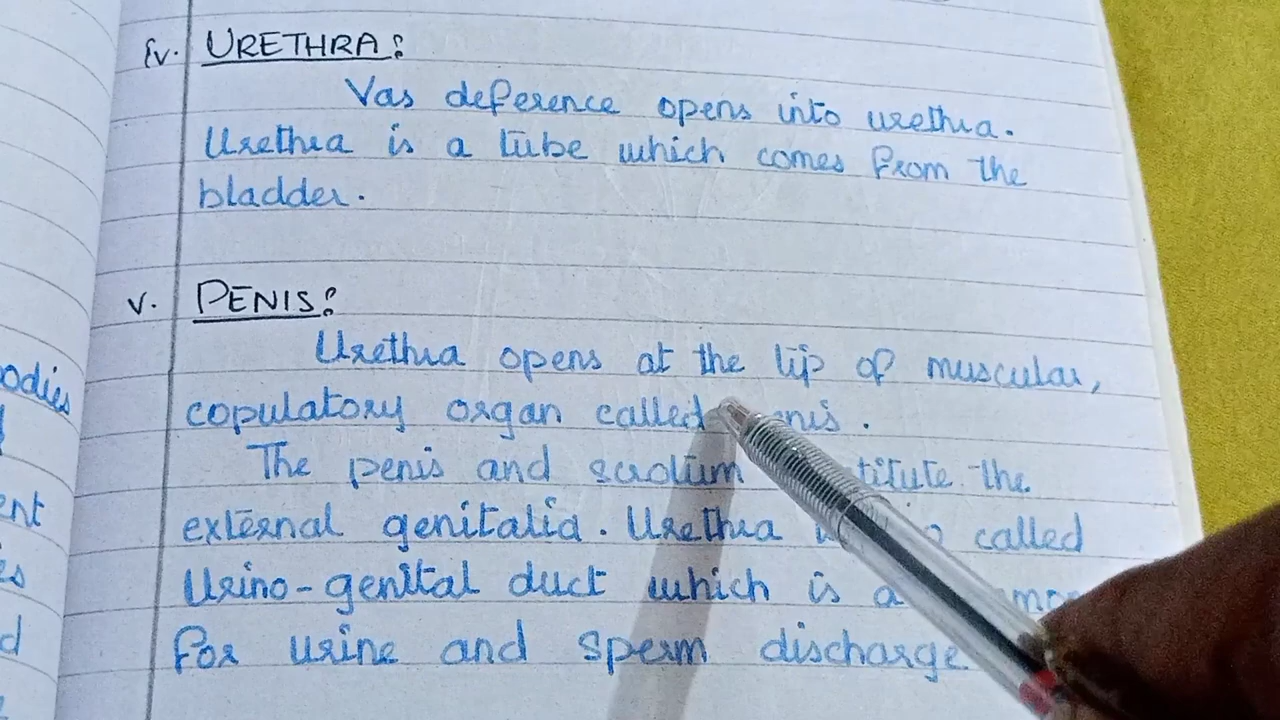 iv. URETHRA:
Vas deference opens into urethra.
Urethra is a tube which comes from the
bladder.
v. PENIS:
Urethra opens at the tip of muscular,
copulatory organ called
The penis and scrotum the
external genitalia. Urethra called
Urino-genital duct which is a
for urine and sperm discharge
odies